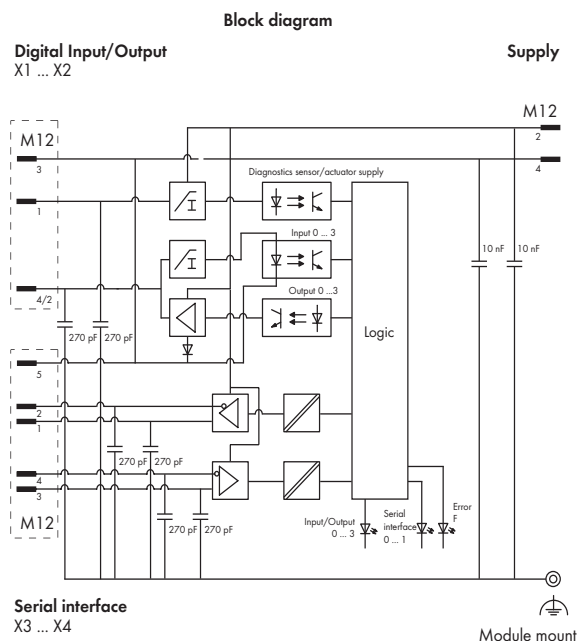 Block diagram
Digital Input/Output
X1 ... X2
Supply
M12
2
4
M12
3
1
4/2
Diagnostics sensor/actuator supply
I
Input 0 ... 3
I
Output 0 ...3
Logic
10 nF
10 nF
270 pF
270 pF
5
2
1
4
3
M12
270 pF
270 pF
270 pF
270 pF
Input/Output
0 ... 3
Serial
interface
0 ... 1
Error
F
Serial interface
X3 ... X4
Module mount